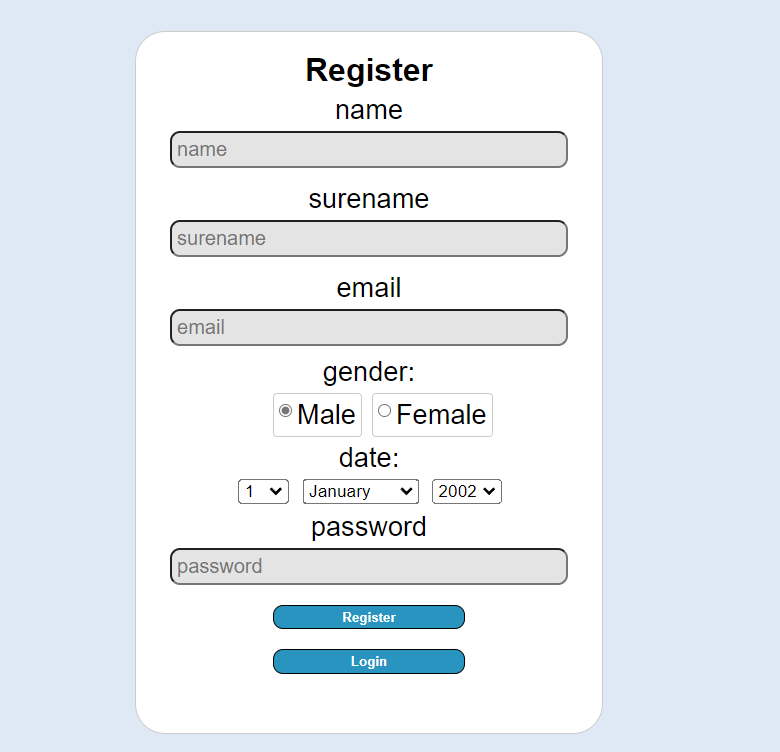 Register
name
name
surename
surename
email
email
gender:
Male Female
date:
1 January 2002
password
password
Register
Login